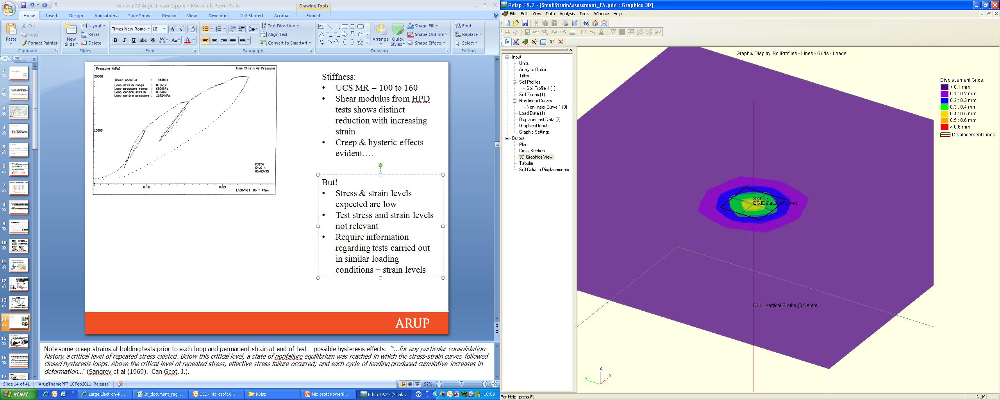 Geneva 02 August_Task 2.pptx - Microsoft PowerPoint
Drawing Tools
Home Insert Design Animations Slide Show Review View Developer Get Started Acrobat Format
Paste
Cut
Copy
Format Painter
Clipboard
New Slide
Layout
Reset
Delete
Slides
Times New Roma 18
B I U abc S AV Aa A
Font
Text Direction
Align Text
Convert to SmartArt
Paragraph
Arrange
Quick Styles
Shape Fill
Shape Outline
Shape Effects
Drawing
Find
Replace
Select
Editing
1
2
3
4
5
6
7
8
9
10
11
12
13
14
15
16
17
Pressure (kPa)
True Strain vs Pressure
20000
Shear modulus : 944MPa
Loop strain range : 0.361%
Loop pressure range : 6808kPa
Loop centre strain : 8.348%
Loop centre pressure : 11424kPa
10000
F32T4
64.6 m
06/09/95
0
0.08
0.09
Ln[R/Ro] Ro = 47mm
Stiffness:
• UCS MR = 100 to 160
• Shear modulus from HPD
tests shows distinct
reduction with increasing
strain
• Creep & hysteric effects
evident….
But!
• Stress & strain levels
expected are low
• Test stress and strain levels
not relevant
• Require information
regarding tests carried out
in similar loading
conditions + strain levels
ARUP
Note some creep strains at holding tests prior to each loop and permanent strain at end of test – possible hysteresis effects: "…for any particular consolidation
history, a critical level of repeated stress existed. Below this critical level, a state of nonfailure equilibrium was reached in which the stress-strain curves followed
closed hysteresis loops. Above the critical level of repeated stress, effective stress failure occurred; and each cycle of loading produced cumulative increases in
deformation…" (Sangrey et al (1969). Can Geot. J.).
Slide 14 of 41
"ArupThemePPT_10Feb2011_Release"
97%
start
Large Electron–P...
In_document_regi...
ICE - Microsoft O...
PDisp
Microsoft PowerP...
Pdisp 19.2 - [Smal...
16:09
Pdisp 19.2 - [SmallStrainAssessment_EA.pdd : Graphics 3D]
File Edit View Data Analysis Tools Window Help
bmp
Aa
aA
.20
Σ Σ
Input
Units
Analysis Options
Titles
Soil Profiles
Soil Profile 1 (1)
Soil Zones (1)
Non-linear Curves
Non-linear Curve 1 (0)
Load Data (1)
Displacement Data (2)
Graphical Input
Graphic Settings
Output
Plan
Cross Section
3D Graphics View
Tabular
Soil Column Displacements
Graphic Display: SoilProfiles - Lines - Grids - Loads
Displacement Grids:
< 0.1 mm
0.1 : 0.2 mm
0.2 : 0.3 mm
0.3 : 0.4 mm
0.4 : 0.5 mm
0.5 : 0.6 mm
> 0.6 mm
Displacement Lines
SZ1 : e
Level
DL1 : Vertical Profile @ Centre
z
y
x
For Help, press F1
NUM